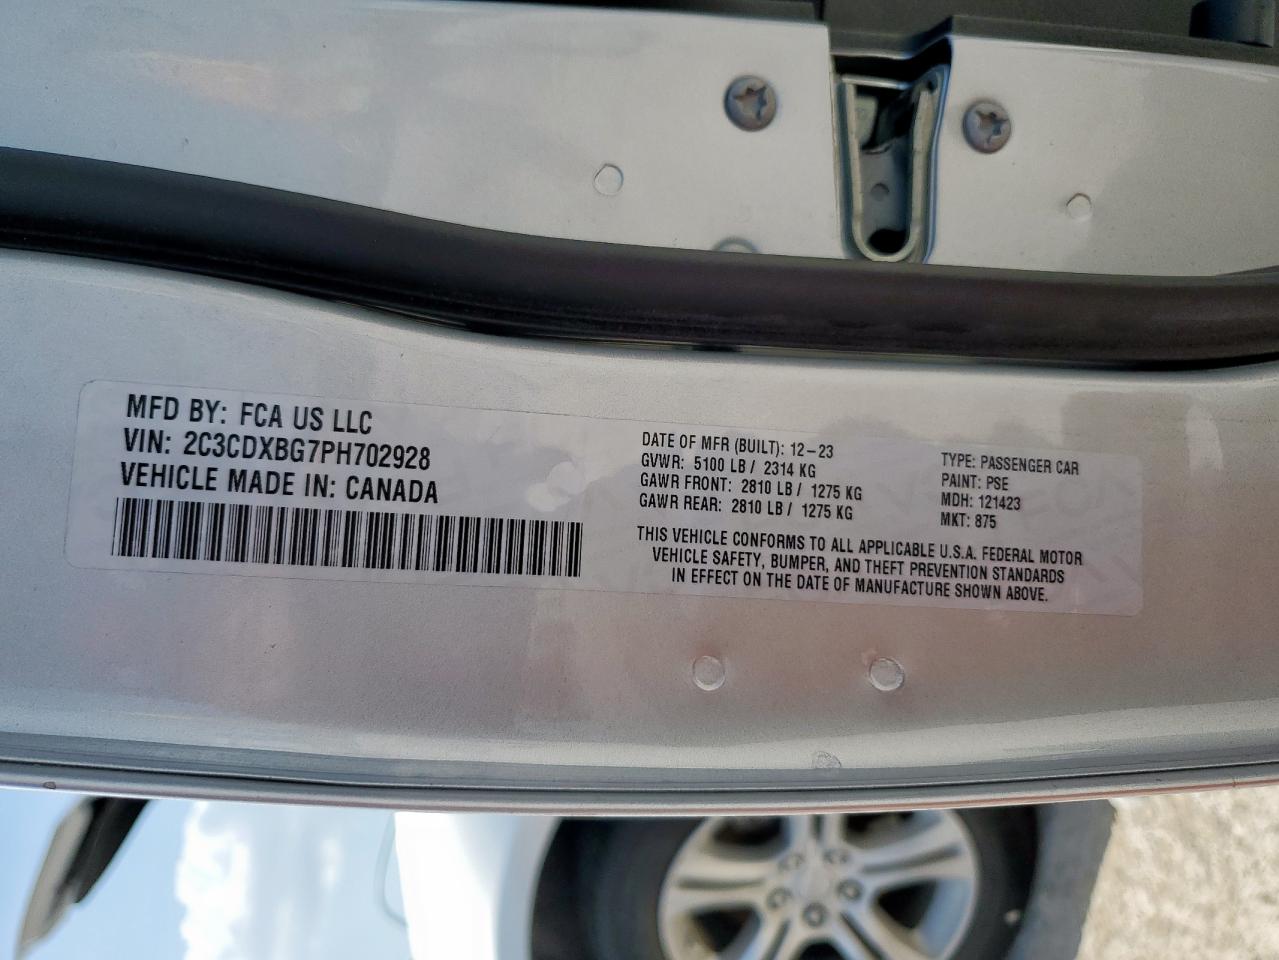 MFD BY: FCA US LLC
VIN: 2C3CDXBG7PH702928
VEHICLE MADE IN: CANADA
DATE OF MFR (BUILT): 12-23
GVWR: 5100 LB / 2314 KG
GAWR FRONT: 2810 LB / 1275 KG
GAWR REAR: 2810 LB / 1275 KG
TYPE: PASSENGER CAR
PAINT: PSE
MDH: 121423
MKT: 875
THIS VEHICLE CONFORMS TO ALL APPLICABLE U.S.A. FEDERAL MOTOR
VEHICLE SAFETY, BUMPER, AND THEFT PREVENTION STANDARDS
IN EFFECT ON THE DATE OF MANUFACTURE SHOWN ABOVE.